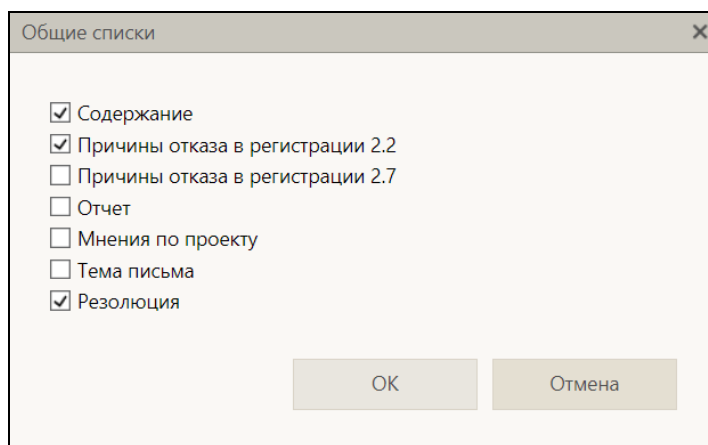 Общие списки
Содержание
Причины отказа в регистрации 2.2
Причины отказа в регистрации 2.7
Отчет
Мнения по проекту
Тема письма
Резолюция
ОК
Отмена